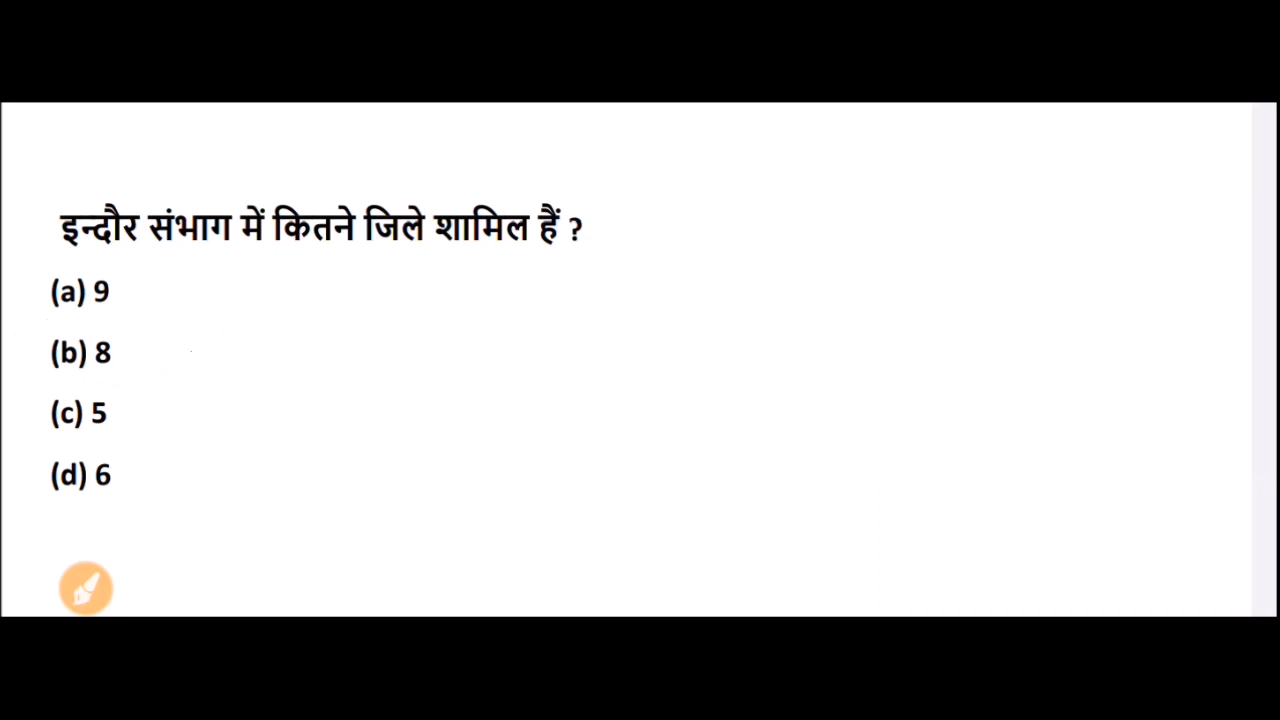 इन्दौर संभाग में कितने जिले शामिल हैं ?
(a) 9
(b) 8
(c) 5
(d) 6